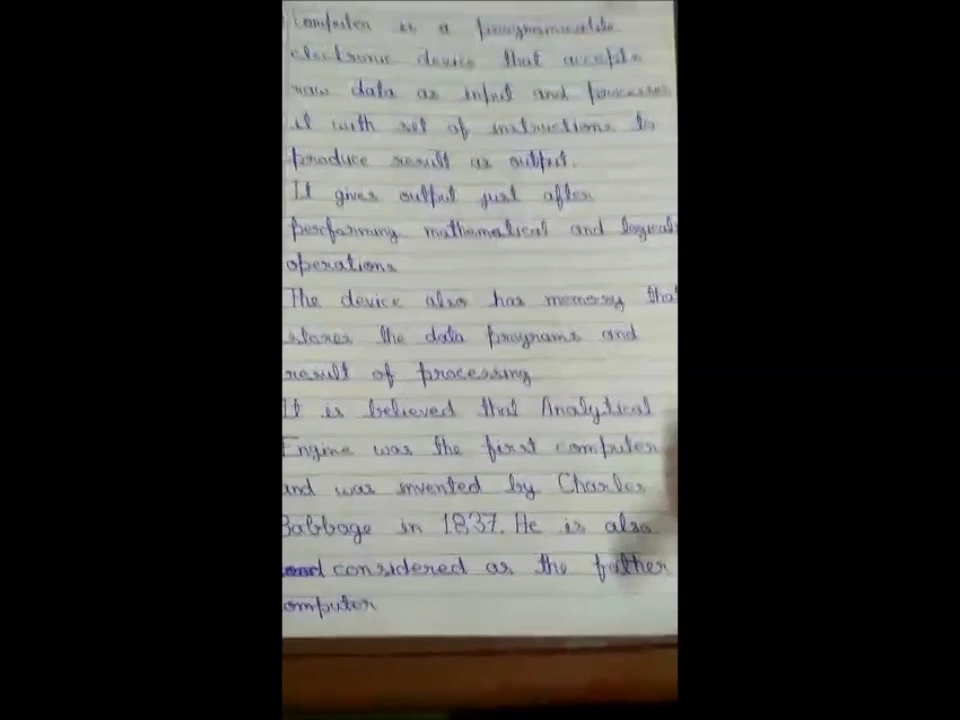 Computer is a programmable
electronic device that accepts
raw data as input and processes
it with set of instructions to
produce result as output.
It gives output just after
performing mathematical and logical
operations
The device also has memory that
stores the data programs and
result of processing
It is believed that Analytical
Engine was the first computer
and was invented by Charles
Babbage in 1837. He is also
considered as the father
omputer